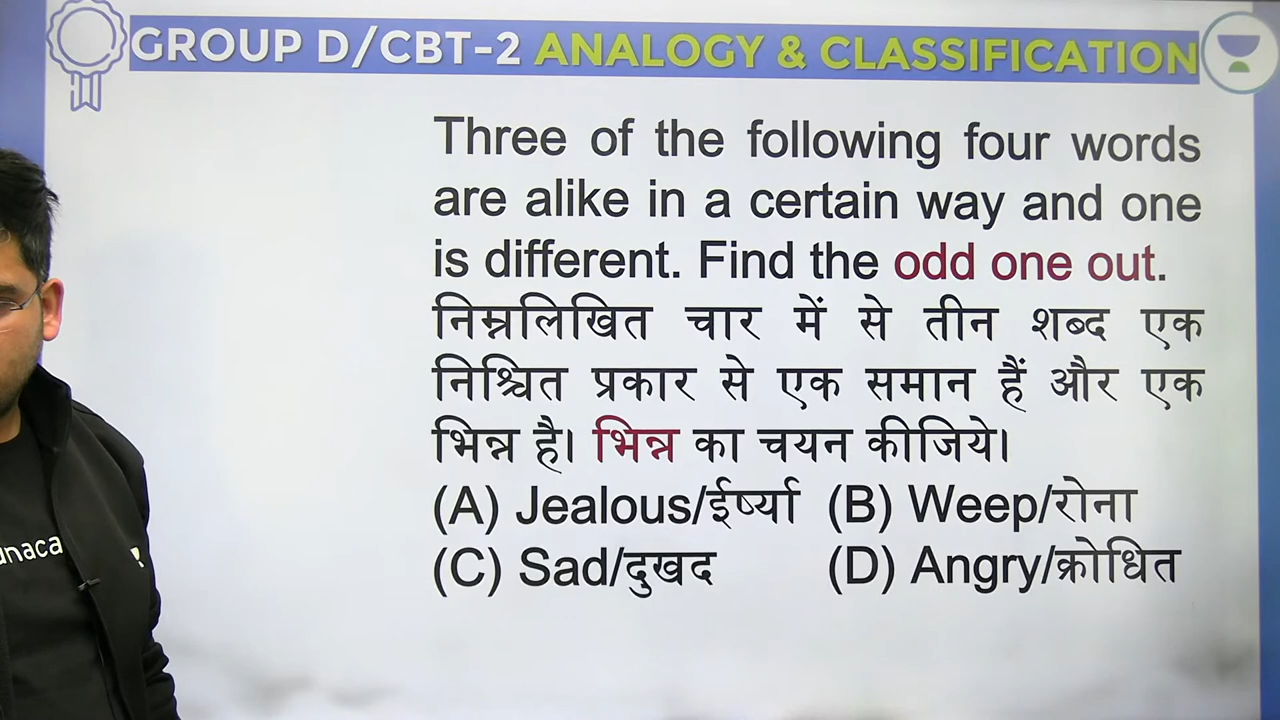 GROUP D/CBT-2 ANALOGY & CLASSIFICATION
Three of the following four words
are alike in a certain way and one
is different. Find the odd one out.
निम्नलिखित चार में से तीन शब्द एक
निश्चित प्रकार से एक समान हैं और एक
भिन्न है। भिन्न का चयन कीजिये।
(A) Jealous/ईर्ष्या (B) Weep/रोना
(C) Sad/दुखद (D) Angry/क्रोधित